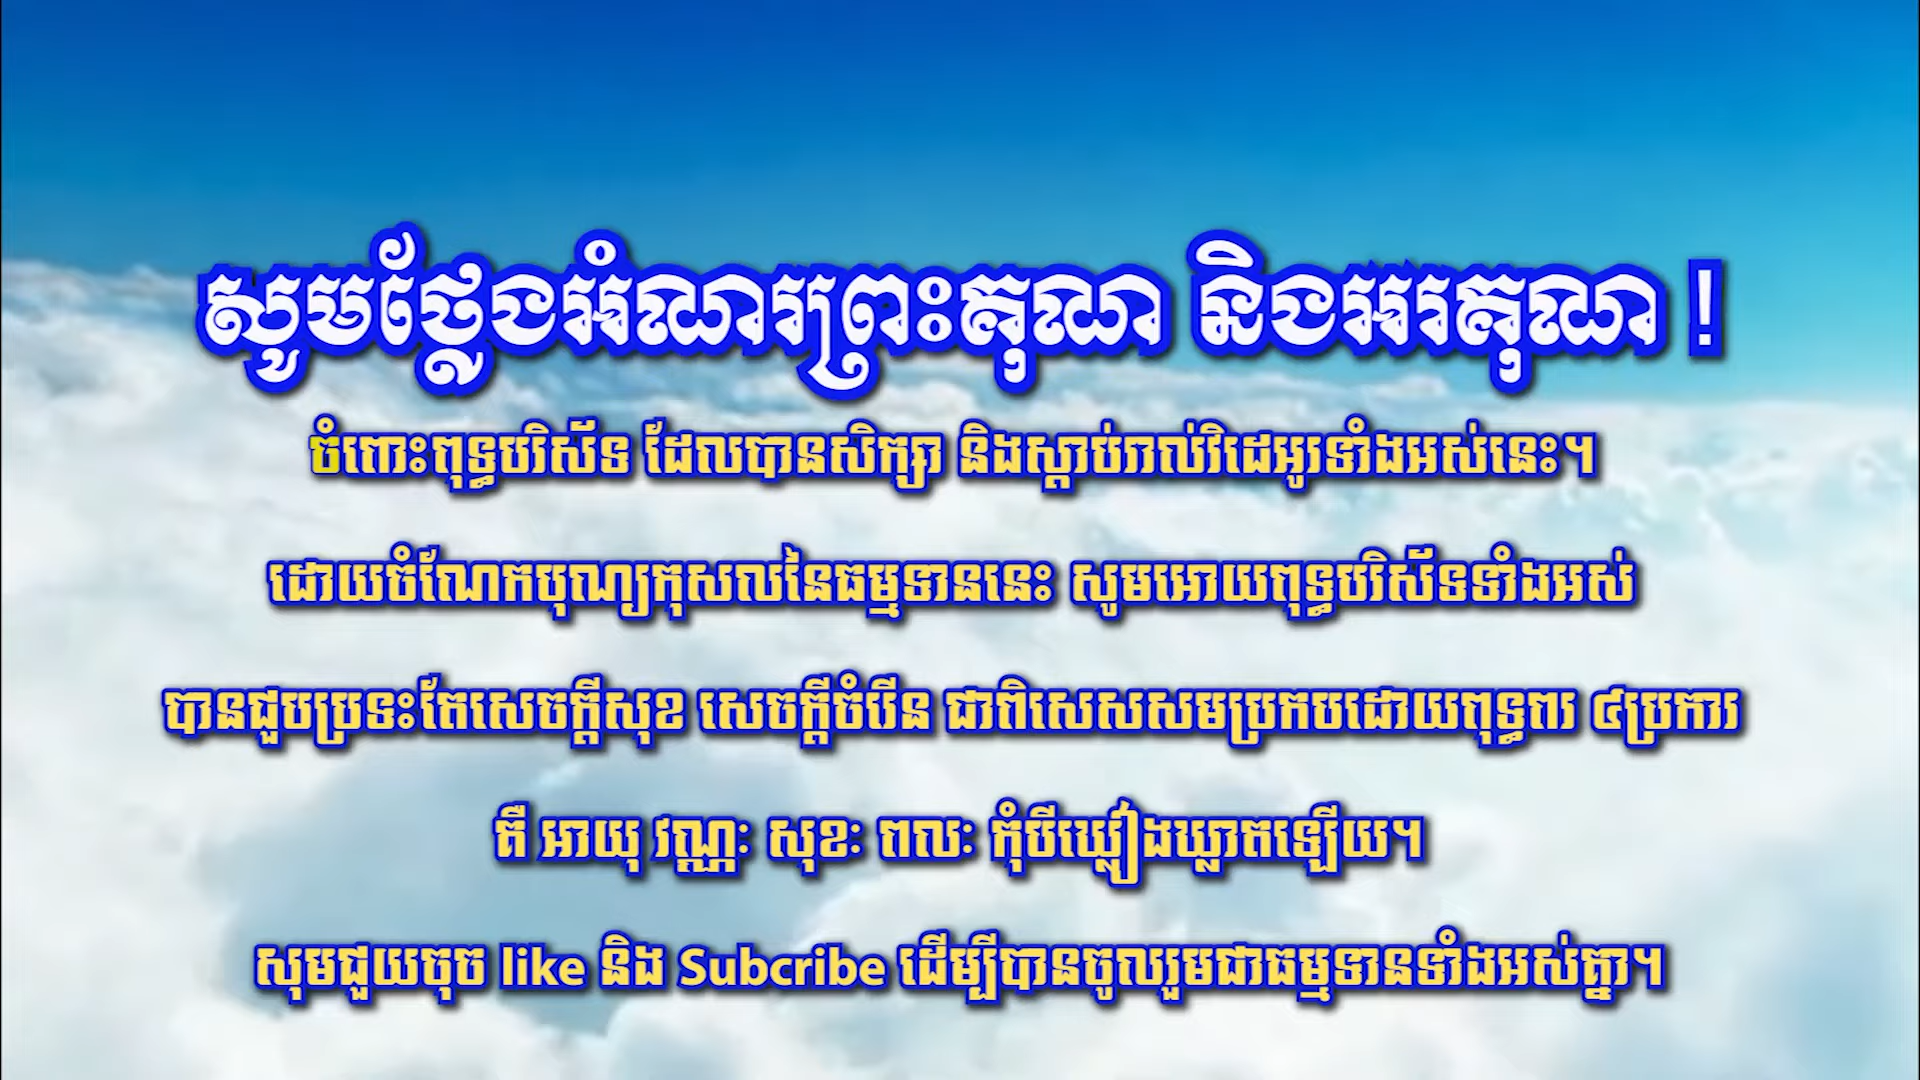 សូមថ្លែងអំណរព្រះគុណ និងអរគុណ !
ចំពោះពុទ្ធបរិស័ទ ដែលបានសិក្សា និងស្តាប់រាល់វិដេអូរទាំងអស់នេះ។
ដោយចំណែកបុណ្យកុសលនៃធម្មទាននេះ សូមអោយពុទ្ធបរិស័ទទាំងអស់
បានជួបប្រទះតែសេចក្តីសុខ សេចក្តីចំរើន ជាពិសេសសមប្រកបដោយពុទ្ធពរ ៤ប្រការ
គឺ អាយុ វណ្ណៈ សុខៈ ពលៈ កុំបីឃ្លៀងឃ្លាតឡើយ។
សុមជួយចុច like និង Subcribe ដើម្បីបានចូលរួមជាធម្មទានទាំងអស់គ្នា។